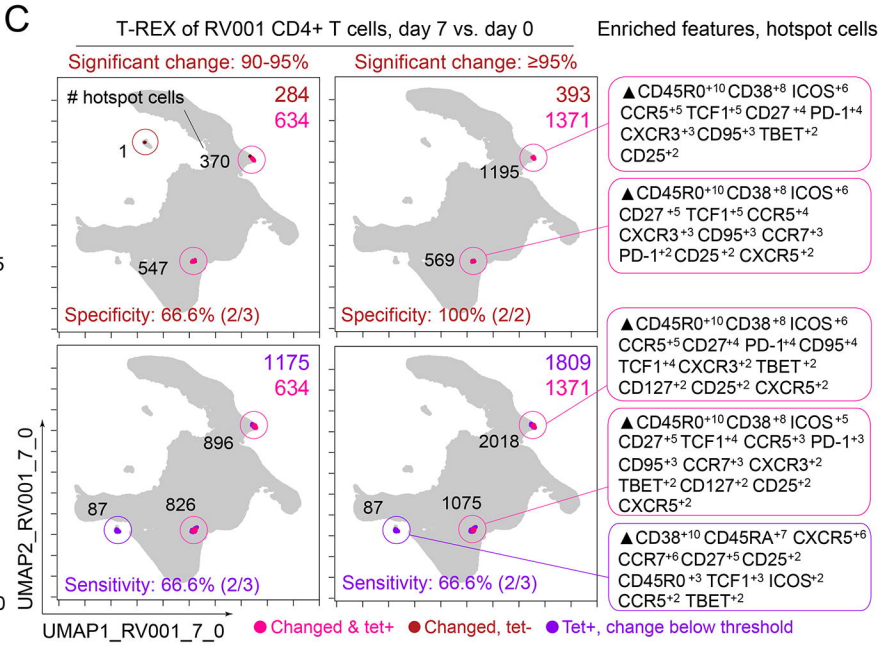 C
T-REX of RV001 CD4+ T cells, day 7 vs. day 0
Enriched features, hotspot cells
Significant change: 90-95%
Significant change: ≥95%
# hotspot cells
284
634
1
370
547
Specificity: 66.6% (2/3)
393
1371
1195
569
Specificity: 100% (2/2)
▲CD45R0+10 CD38+8 ICOS+6
CCR5+5 TCF1+5 CD27 +4 PD-1+4
CXCR3+3 CD95+3 TBET+2
CD25+2
▲CD45R0+10 CD38+8 ICOS+6
CD27 +5 TCF1+5 CCR5+4
CXCR3+3 CD95+3 CCR7+3
PD-1+2 CD25 +2 CXCR5+2
5
1175
634
896
87
826
Sensitivity: 66.6% (2/3)
1809
1371
2018
87
1075
Sensitivity: 66.6% (2/3)
▲CD45R0+10 CD38+8 ICOS+6
CCR5+5 CD27+4 PD-1+4 CD95+4
TCF1+4 CXCR3+2 TBET +2
CD127+2 CD25+2 CXCR5+2
▲CD45R0+10 CD38+8 ICOS+5
CD27+5 TCF1+4 CCR5+3 PD-1+3
CD95+3 CCR7+3 CXCR3+2
TBET+2 CD127+2 CD25+2
CXCR5+2
▲CD38+10 CD45RA+7 CXCR5+6
CCR7+6 CD27+5 CD25+2
CD45R0 +3 TCF1+3 ICOS+2
CCR5+2 TBET+2
0
UMAP2_RV001_7_0
UMAP1_RV001_7_0
Changed & tet+
Changed, tet-
Tet+, change below threshold